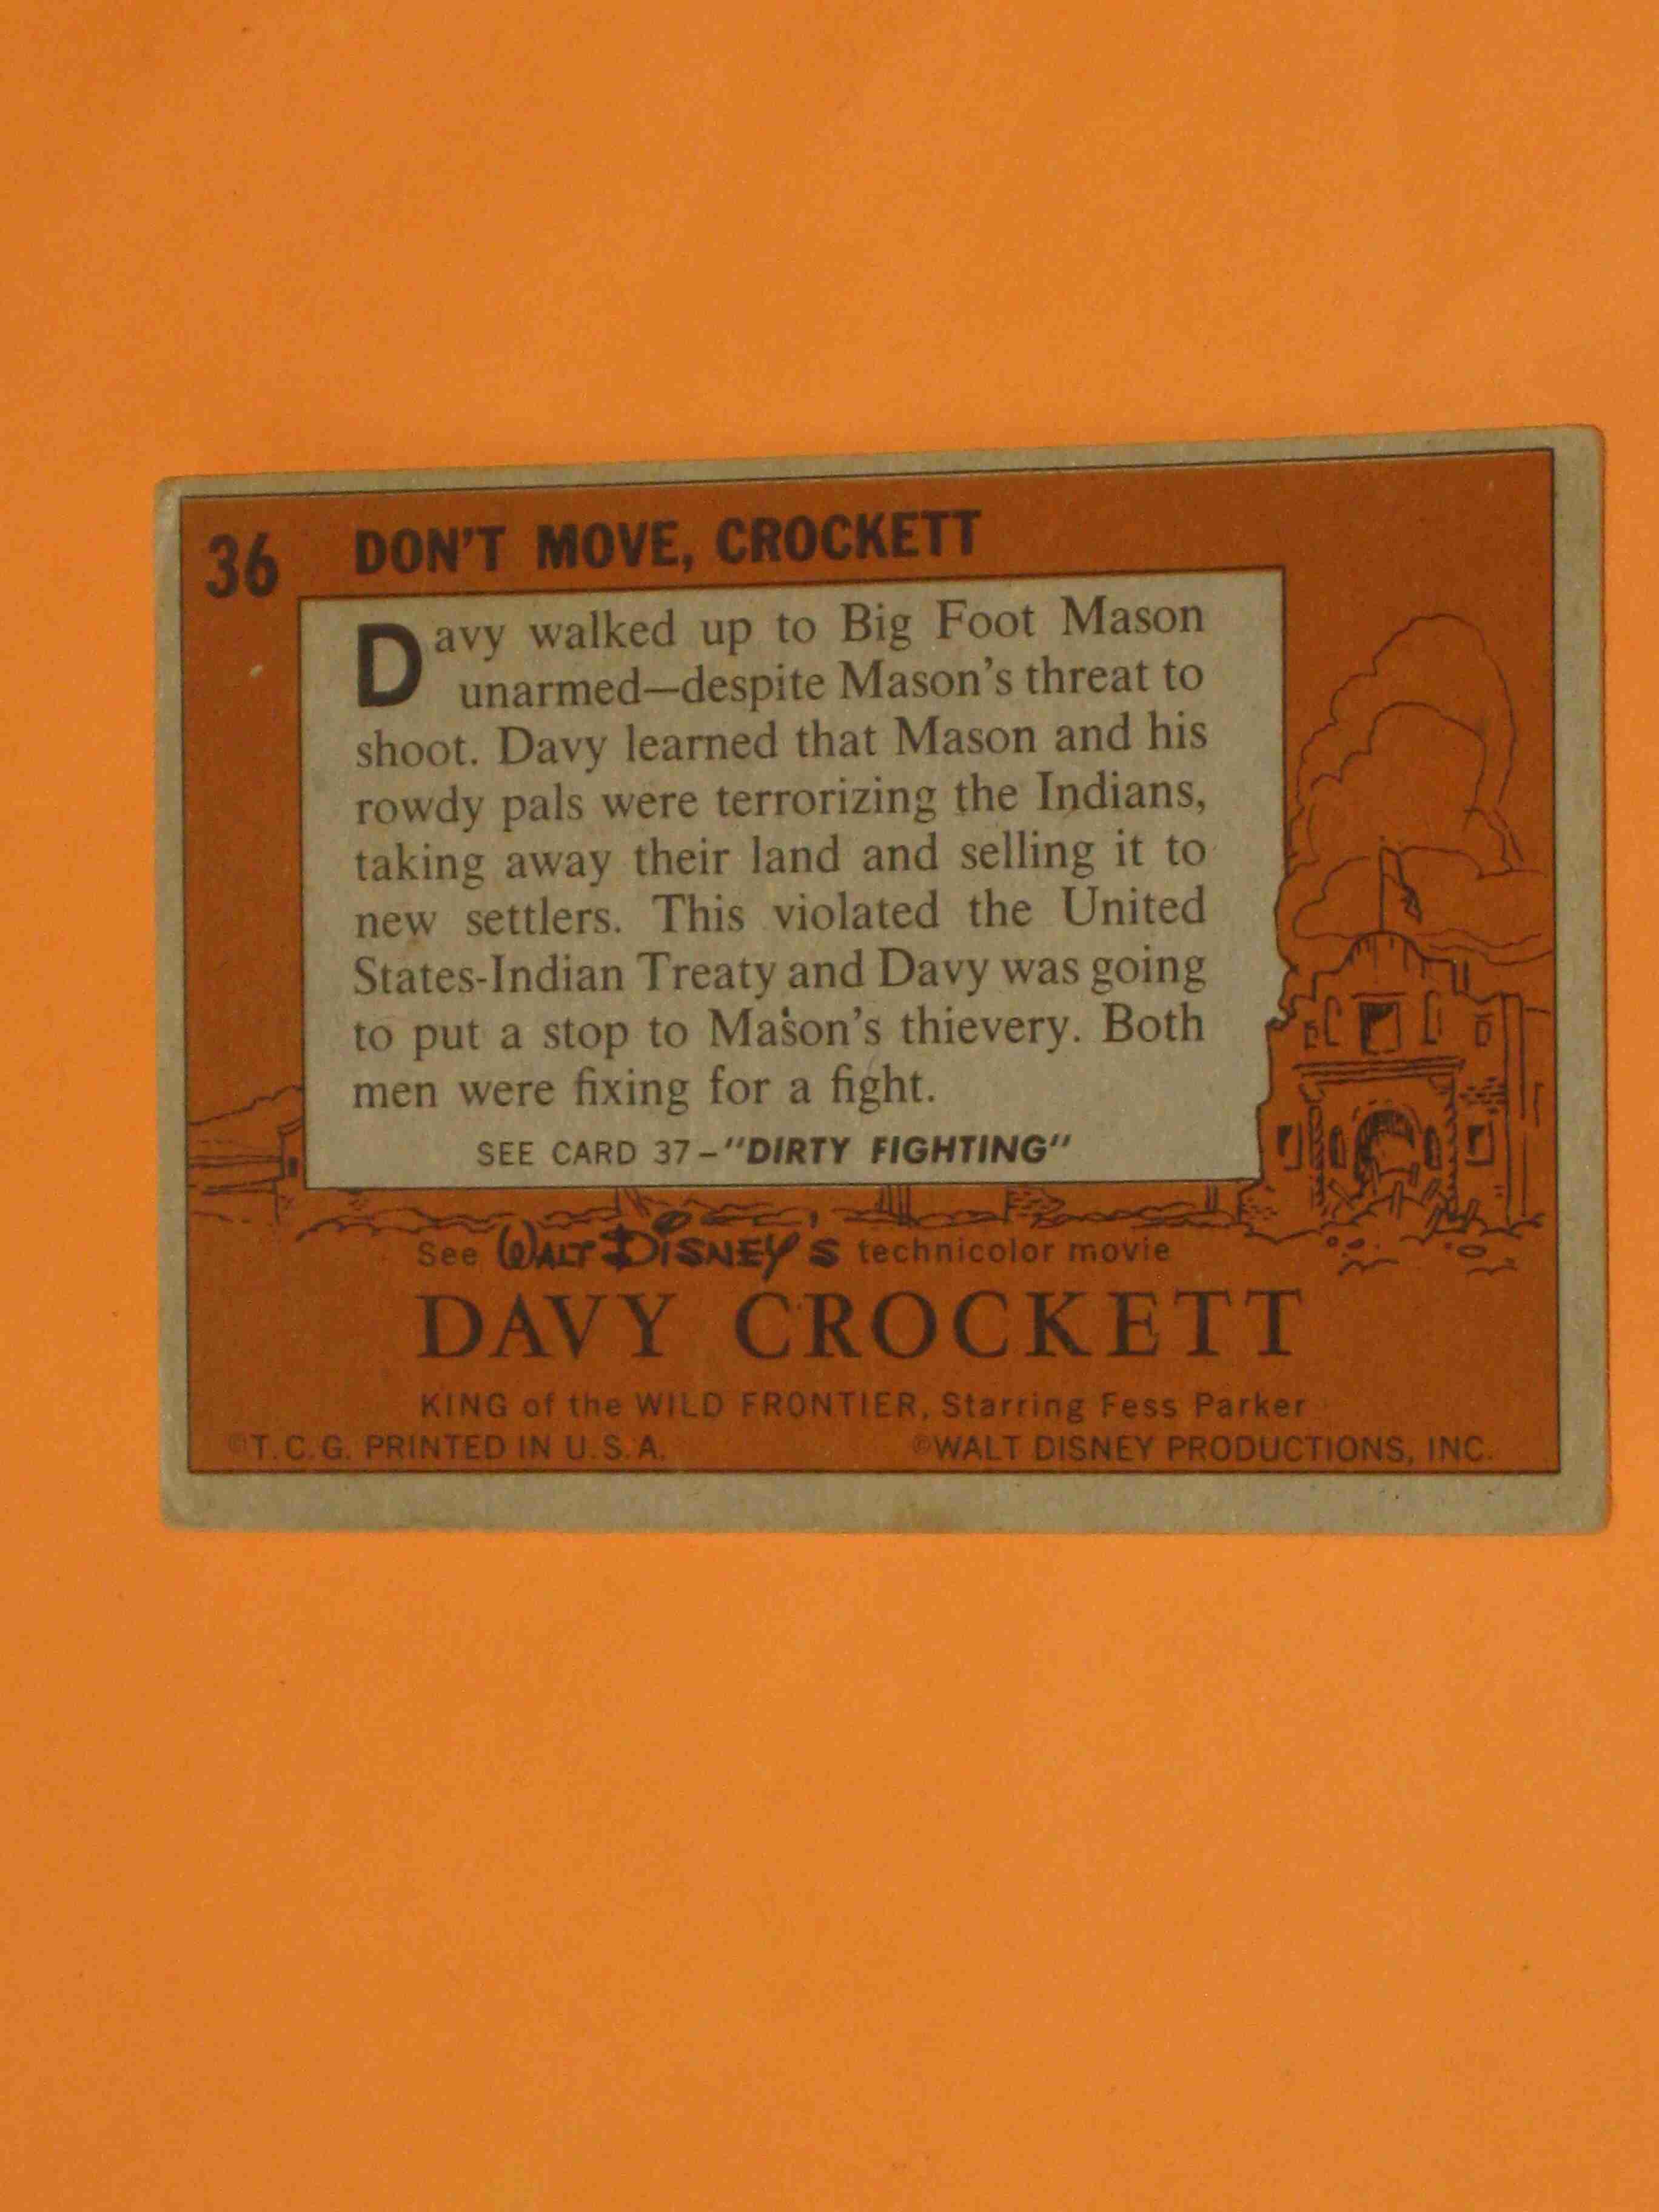 36 DON'T MOVE, CROCKETT
Davy walked up to Big Foot Mason
unarmed—despite Mason's threat to
shoot. Davy learned that Mason and his
rowdy pals were terrorizing the Indians,
taking away their land and selling it to
new settlers. This violated the United
States-Indian Treaty and Davy was going
to put a stop to Mason's thievery. Both
men were fixing for a fight.
SEE CARD 37–"DIRTY FIGHTING"
See WALT DISNEY'S technicolor movie
DAVY CROCKETT
KING of the WILD FRONTIER, Starring Fess Parker
©T.C.G. PRINTED IN U.S.A. ©WALT DISNEY PRODUCTIONS, INC.